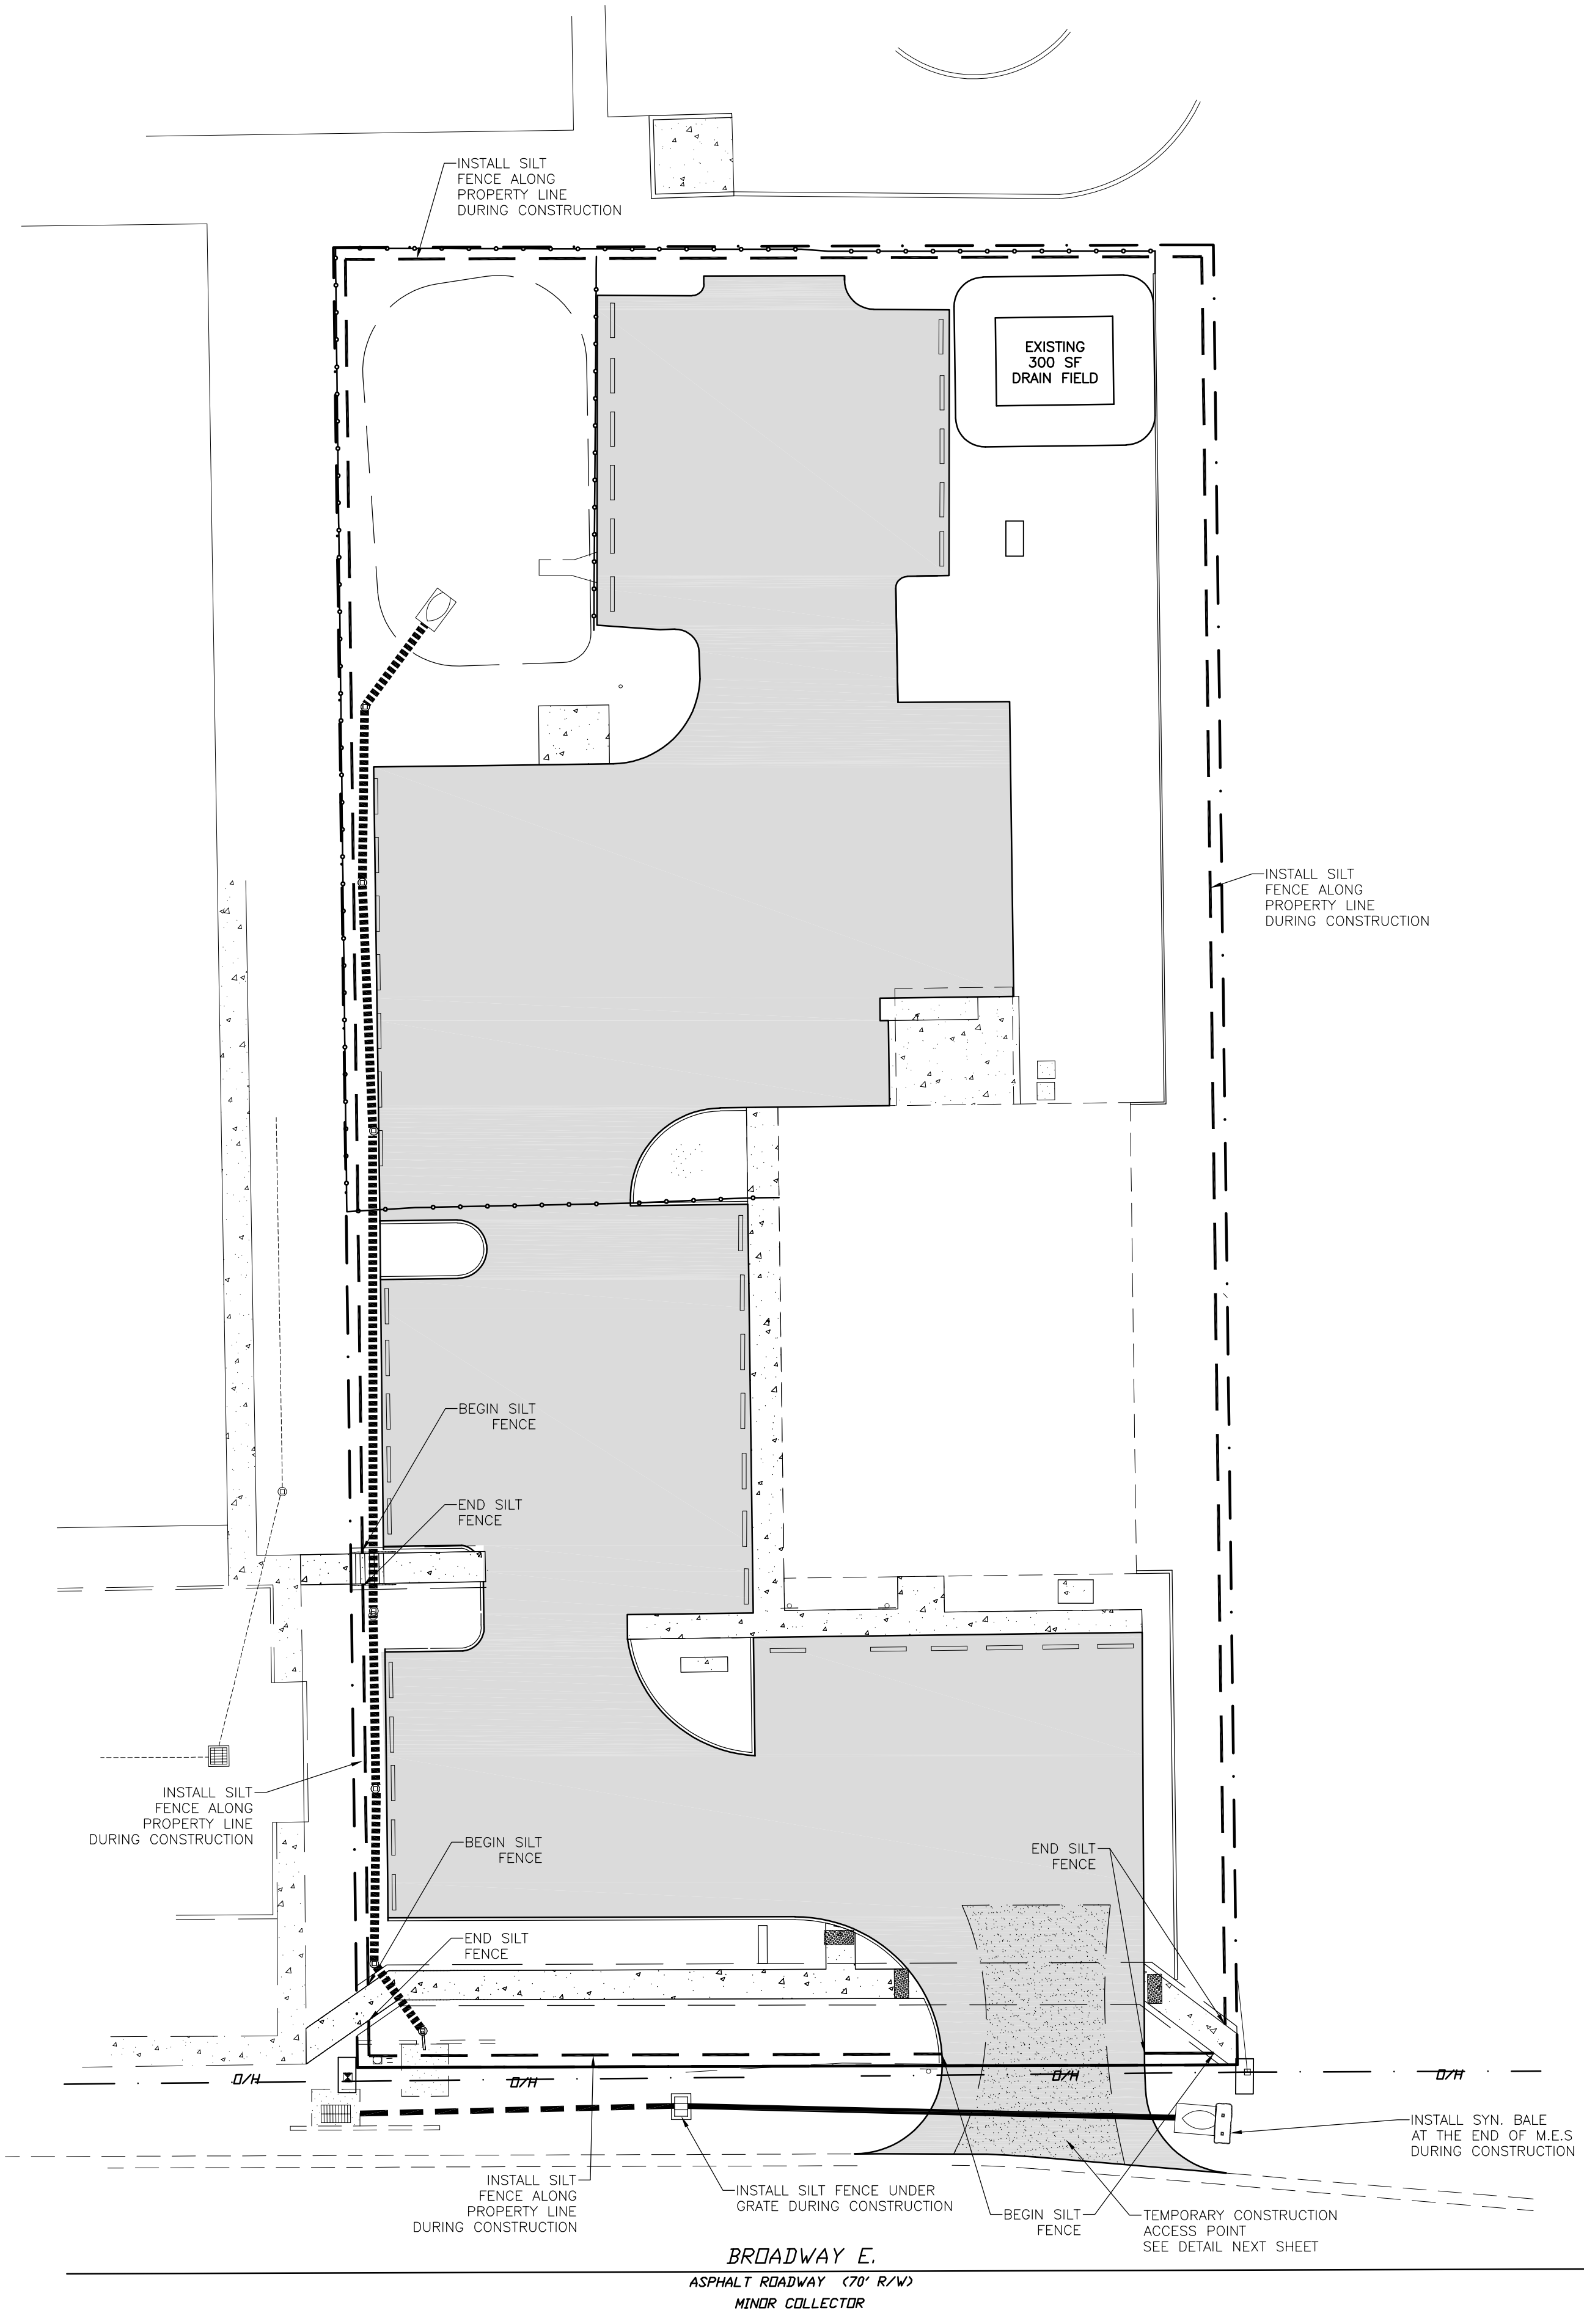 INSTALL SILT
FENCE ALONG
PROPERTY LINE
DURING CONSTRUCTION
EXISTING
300 SF
DRAIN FIELD
INSTALL SILT
FENCE ALONG
PROPERTY LINE
DURING CONSTRUCTION
BEGIN SILT
FENCE
END SILT
FENCE
INSTALL SILT
FENCE ALONG
PROPERTY LINE
DURING CONSTRUCTION
BEGIN SILT
FENCE
END SILT
FENCE
END SILT
FENCE
O/H
O/H
O/H
O/H
INSTALL SYN. BALE
AT THE END OF M.E.S
DURING CONSTRUCTION
INSTALL SILT
FENCE ALONG
PROPERTY LINE
DURING CONSTRUCTION
INSTALL SILT FENCE UNDER
GRATE DURING CONSTRUCTION
BEGIN SILT
FENCE
TEMPORARY CONSTRUCTION
ACCESS POINT
SEE DETAIL NEXT SHEET
BROADWAY E.
ASPHALT ROADWAY (70' R/W)
MINOR COLLECTOR